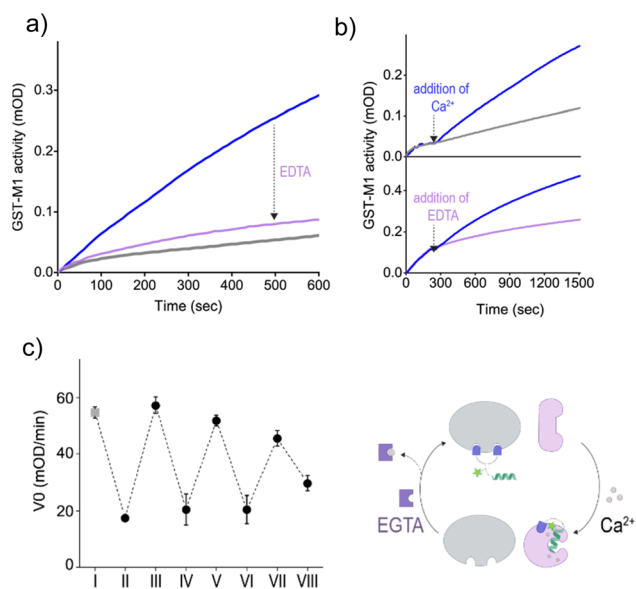 a)
GST-M1 activity (mOD)
0.3
0.2
0.1
0.0
EDTA
0
100
200
300
400
500
600
Time (sec)
b)
GST-M1 activity (mOD)
0.2
0.1
0.0
addition of
Ca²⁺
0.4
0.2
0.0
addition of
EDTA
0
300
600
900
1200
1500
Time (sec)
c)
V0 (mOD/min)
60
40
20
0
I
II
III
IV
V
VI
VII
VIII
EGTA
Ca²⁺